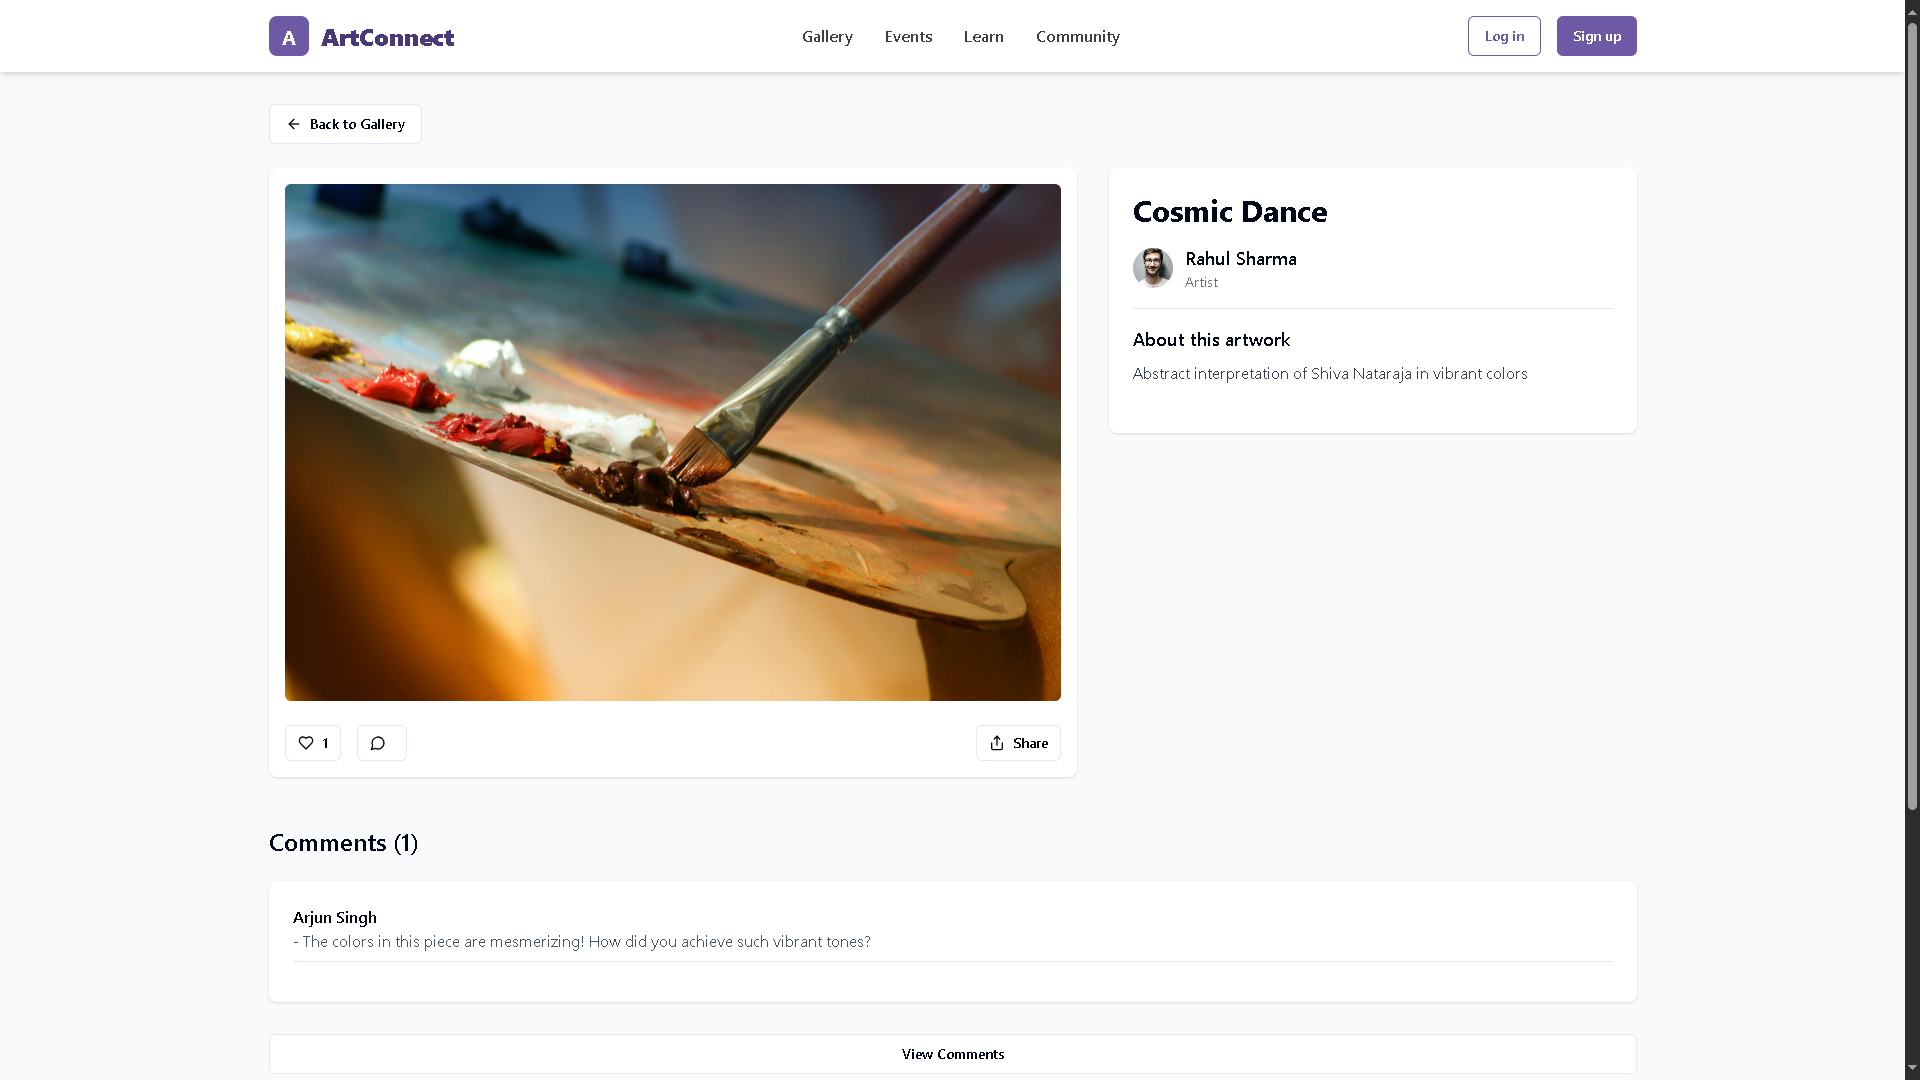 A ArtConnect
Gallery Events Learn Community
Log in
Sign up
Back to Gallery
Cosmic Dance
Rahul Sharma
Artist
About this artwork
Abstract interpretation of Shiva Nataraja in vibrant colors
1
Share
Comments (1)
Arjun Singh
- The colors in this piece are mesmerizing! How did you achieve such vibrant tones?
View Comments